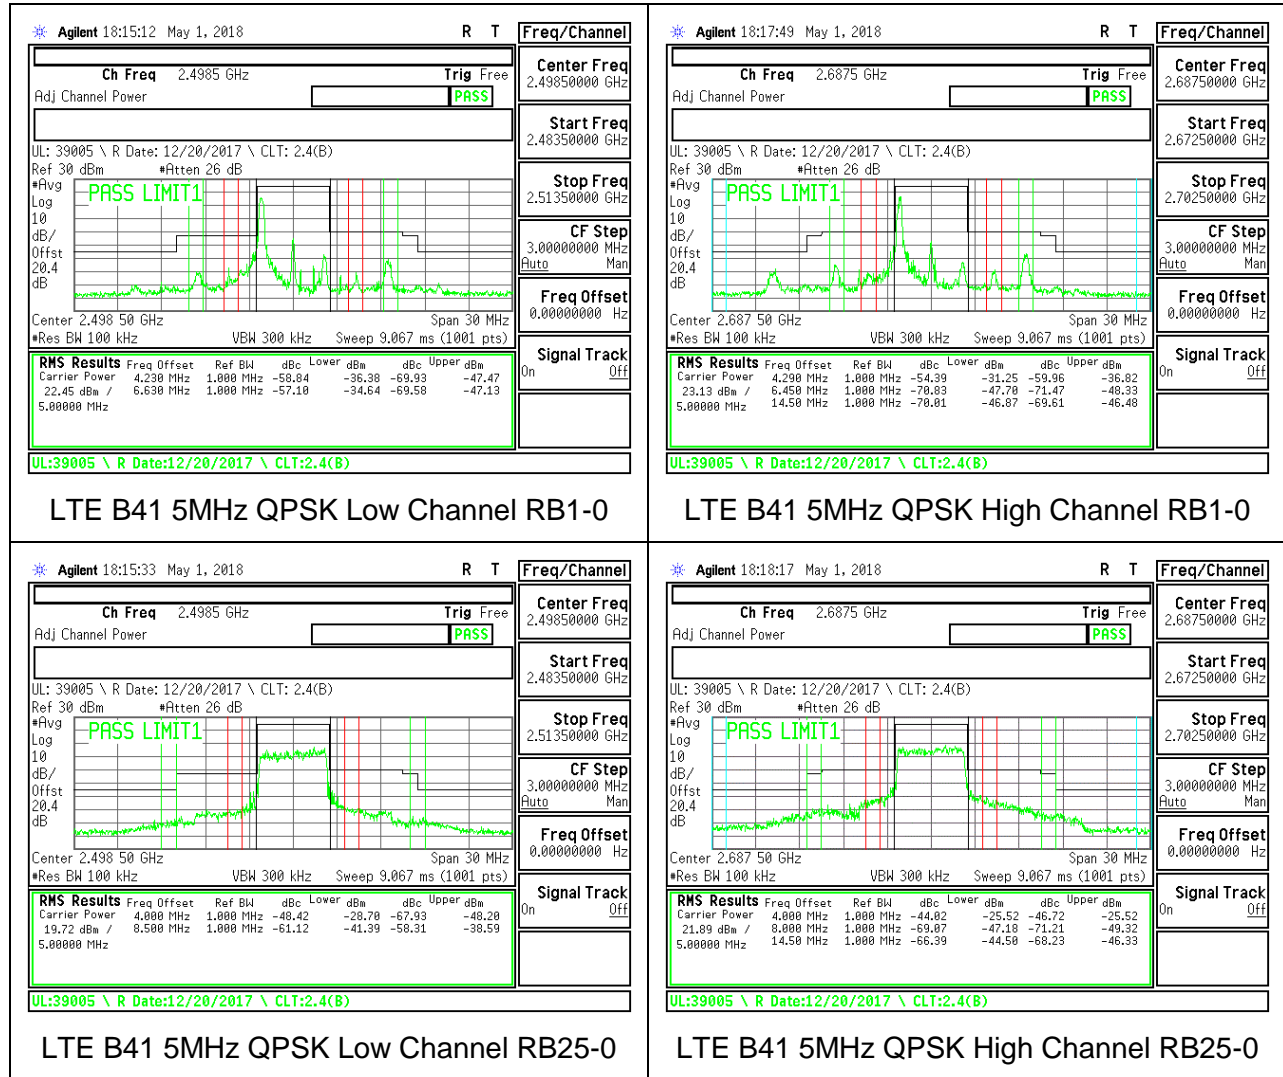 Agilent 18:15:12 May 1, 2018 R T
Ch Freq 2.4985 GHz Trig Free
Adj Channel Power PASS
UL: 39005 \ R Date: 12/20/2017 \ CLT: 2.4(B)
Ref 30 dBm #Atten 26 dB
#Avg
Log
10
dB/
Offst
20.4
dB
PASS LIMIT1
Center 2.498 50 GHz Span 30 MHz
#Res BW 100 kHz VBW 300 kHz Sweep 9.067 ms (1001 pts)
RMS Results Freq Offset Ref BW dBc Lower dBm dBc Upper dBm
Carrier Power 4.230 MHz 1.000 MHz -58.84 -36.38 -69.93 -47.47
22.45 dBm / 6.630 MHz 1.000 MHz -57.10 -34.64 -69.58 -47.13
5.00000 MHz
UL:39005 \ R Date:12/20/2017 \ CLT:2.4(B)
Freq/Channel
Center Freq
2.49850000 GHz
Start Freq
2.48350000 GHz
Stop Freq
2.51350000 GHz
CF Step
3.00000000 MHz
Auto Man
Freq Offset
0.00000000 Hz
Signal Track
On Off
LTE B41 5MHz QPSK Low Channel RB1-0
Agilent 18:17:49 May 1, 2018 R T
Ch Freq 2.6875 GHz Trig Free
Adj Channel Power PASS
UL: 39005 \ R Date: 12/20/2017 \ CLT: 2.4(B)
Ref 30 dBm #Atten 26 dB
#Avg
Log
10
dB/
Offst
20.4
dB
PASS LIMIT1
Center 2.687 50 GHz Span 30 MHz
#Res BW 100 kHz VBW 300 kHz Sweep 9.067 ms (1001 pts)
RMS Results Freq Offset Ref BW dBc Lower dBm dBc Upper dBm
Carrier Power 4.290 MHz 1.000 MHz -54.39 -31.25 -59.96 -36.82
23.13 dBm / 6.450 MHz 1.000 MHz -70.83 -47.70 -71.47 -48.33
5.00000 MHz 14.50 MHz 1.000 MHz -70.01 -46.87 -69.61 -46.48
UL:39005 \ R Date:12/20/2017 \ CLT:2.4(B)
Freq/Channel
Center Freq
2.68750000 GHz
Start Freq
2.67250000 GHz
Stop Freq
2.70250000 GHz
CF Step
3.00000000 MHz
Auto Man
Freq Offset
0.00000000 Hz
Signal Track
On Off
LTE B41 5MHz QPSK High Channel RB1-0
Agilent 18:15:33 May 1, 2018 R T
Ch Freq 2.4985 GHz Trig Free
Adj Channel Power PASS
UL: 39005 \ R Date: 12/20/2017 \ CLT: 2.4(B)
Ref 30 dBm #Atten 26 dB
#Avg
Log
10
dB/
Offst
20.4
dB
PASS LIMIT1
Center 2.498 50 GHz Span 30 MHz
#Res BW 100 kHz VBW 300 kHz Sweep 9.067 ms (1001 pts)
RMS Results Freq Offset Ref BW dBc Lower dBm dBc Upper dBm
Carrier Power 4.000 MHz 1.000 MHz -48.42 -28.70 -67.93 -48.20
19.72 dBm / 8.500 MHz 1.000 MHz -61.12 -41.39 -58.31 -38.59
5.00000 MHz
UL:39005 \ R Date:12/20/2017 \ CLT:2.4(B)
Freq/Channel
Center Freq
2.49850000 GHz
Start Freq
2.48350000 GHz
Stop Freq
2.51350000 GHz
CF Step
3.00000000 MHz
Auto Man
Freq Offset
0.00000000 Hz
Signal Track
On Off
LTE B41 5MHz QPSK Low Channel RB25-0
Agilent 18:18:17 May 1, 2018 R T
Ch Freq 2.6875 GHz Trig Free
Adj Channel Power PASS
UL: 39005 \ R Date: 12/20/2017 \ CLT: 2.4(B)
Ref 30 dBm #Atten 26 dB
#Avg
Log
10
dB/
Offst
20.4
dB
PASS LIMIT1
Center 2.687 50 GHz Span 30 MHz
#Res BW 100 kHz VBW 300 kHz Sweep 9.067 ms (1001 pts)
RMS Results Freq Offset Ref BW dBc Lower dBm dBc Upper dBm
Carrier Power 4.000 MHz 1.000 MHz -44.02 -25.52 -46.72 -25.52
21.89 dBm / 8.000 MHz 1.000 MHz -69.07 -47.18 -71.21 -49.32
5.00000 MHz 14.50 MHz 1.000 MHz -66.39 -44.50 -68.23 -46.33
UL:39005 \ R Date:12/20/2017 \ CLT:2.4(B)
Freq/Channel
Center Freq
2.68750000 GHz
Start Freq
2.67250000 GHz
Stop Freq
2.70250000 GHz
CF Step
3.00000000 MHz
Auto Man
Freq Offset
0.00000000 Hz
Signal Track
On Off
LTE B41 5MHz QPSK High Channel RB25-0